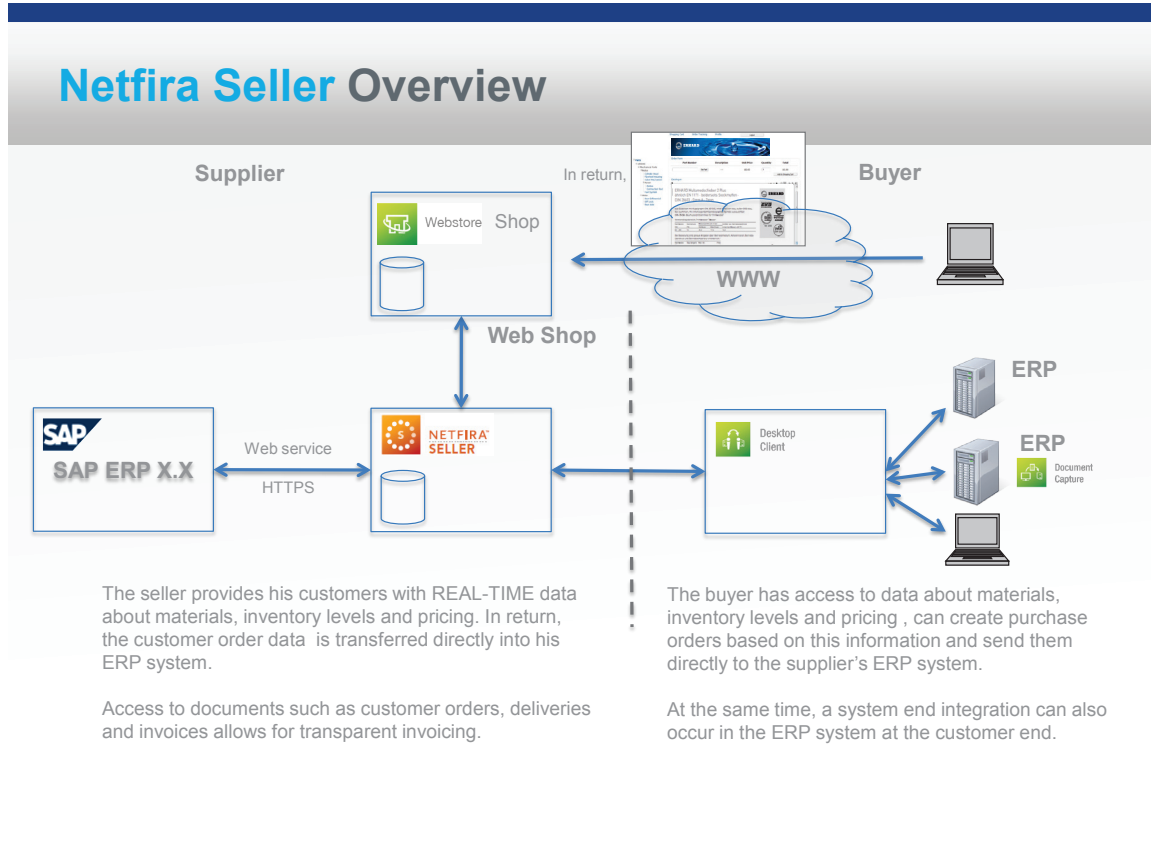 Netfira Seller Overview
Supplier
In return,
Buyer
Webstore Shop
WWW
Web Shop
SAP
SAP ERP X.X
Web service
HTTPS
S
NETFIRA
SELLER
Desktop
Client
ERP
ERP
Document
Capture
The seller provides his customers with REAL-TIME data
about materials, inventory levels and pricing. In return,
the customer order data is transferred directly into his
ERP system.
Access to documents such as customer orders, deliveries
and invoices allows for transparent invoicing.
The buyer has access to data about materials,
inventory levels and pricing , can create purchase
orders based on this information and send them
directly to the supplier’s ERP system.
At the same time, a system end integration can also
occur in the ERP system at the customer end.